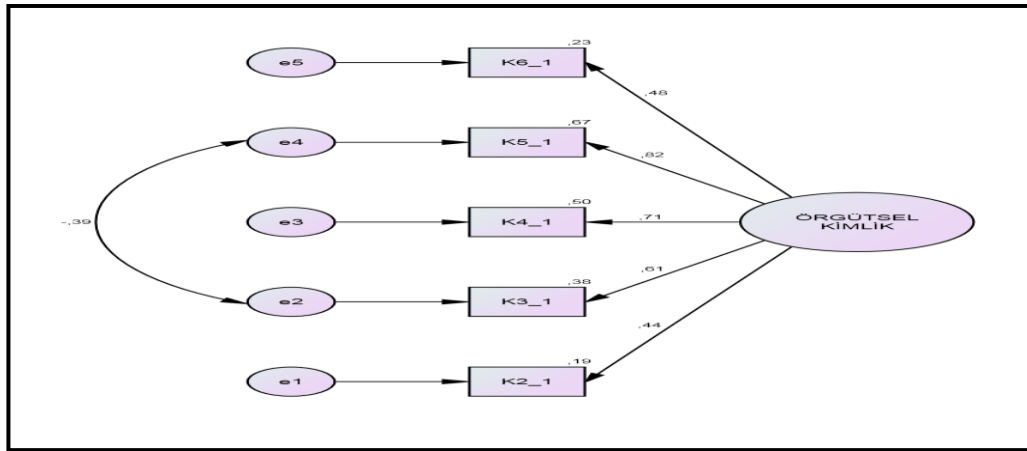 ,23
e5
K6_1
,48
,67
e4
K5_1
,82
-,39
,50
e3
K4_1
,71
ÖRGÜTSEL
KİMLİK
,61
,38
e2
K3_1
,44
,19
e1
K2_1